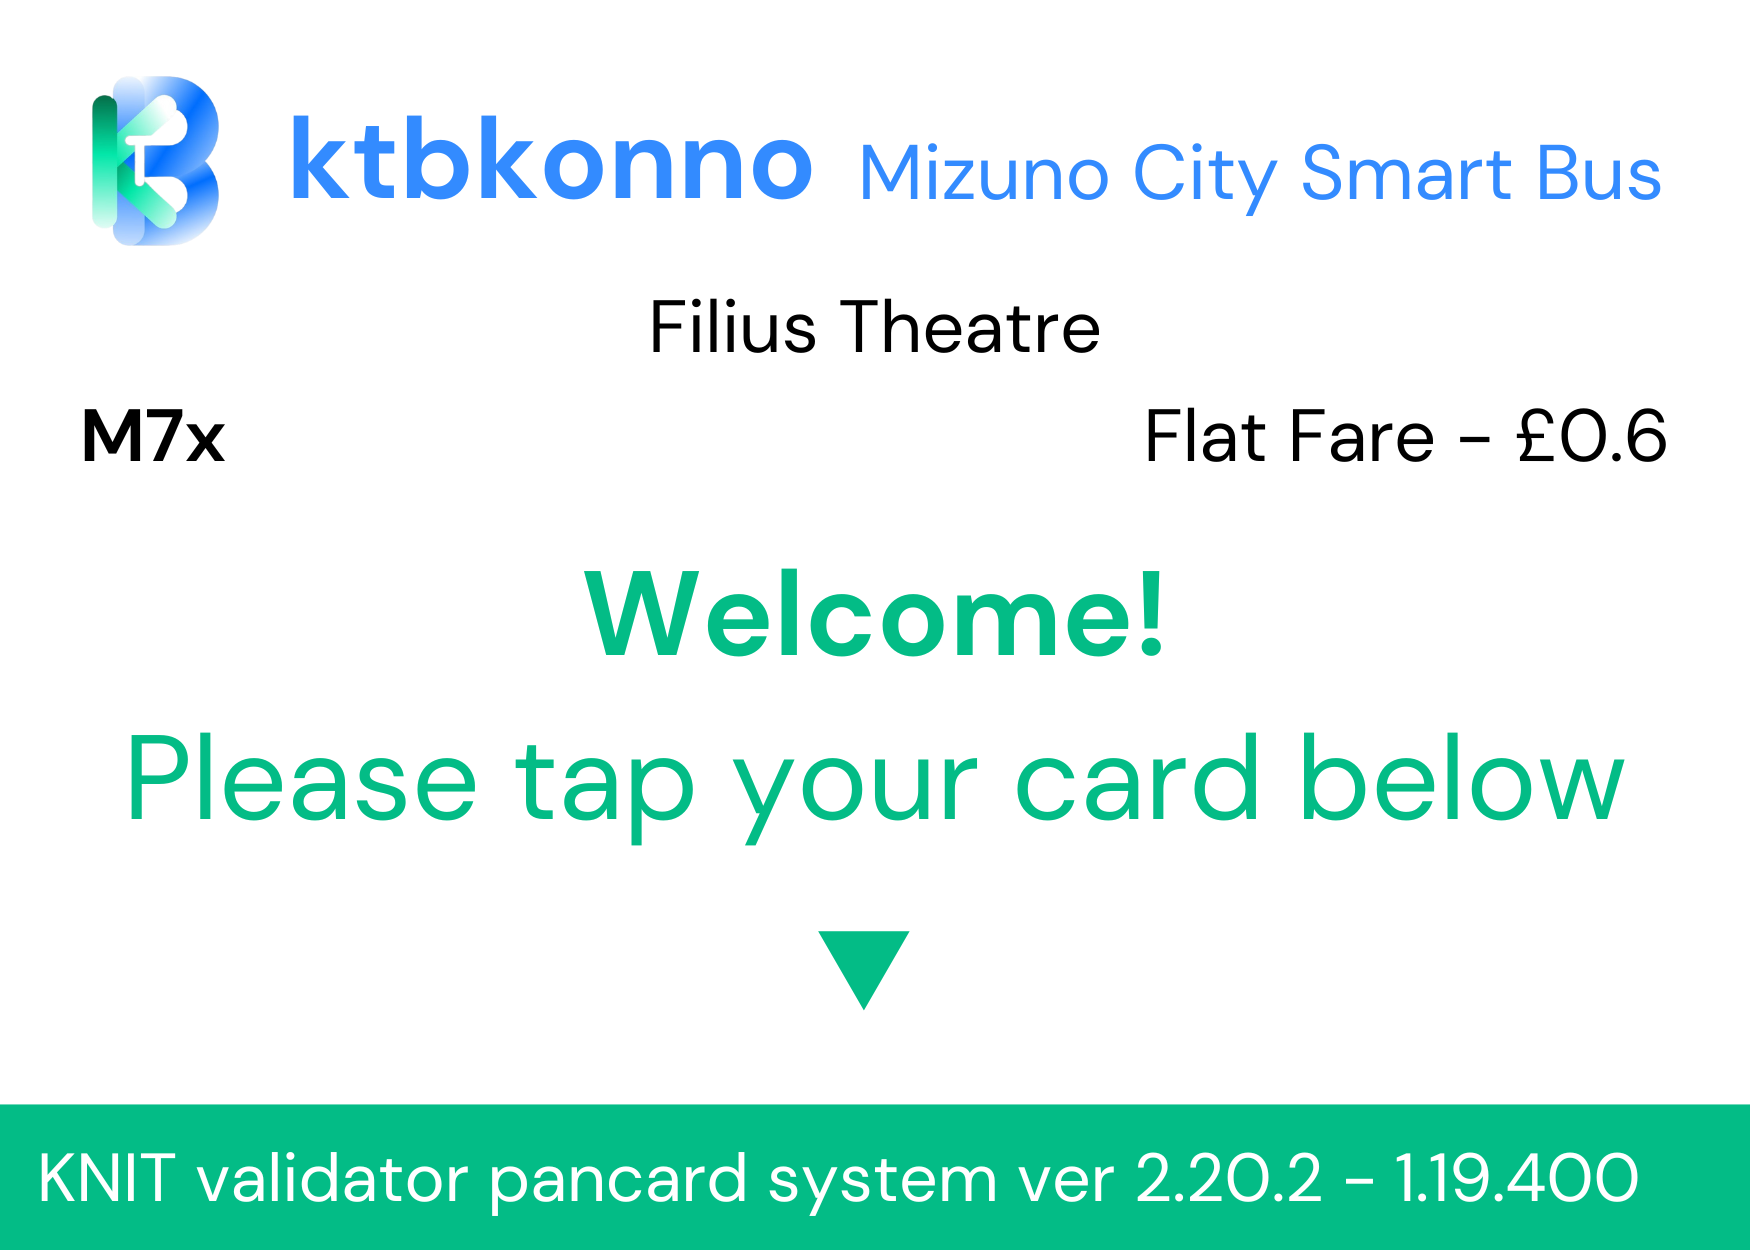 ktbkonno Mizuno City Smart Bus
Filius Theatre
M7x Flat Fare - £0.6
Welcome!
Please tap your card below
KNIT validator pancard system ver 2.20.2 - 1.19.400